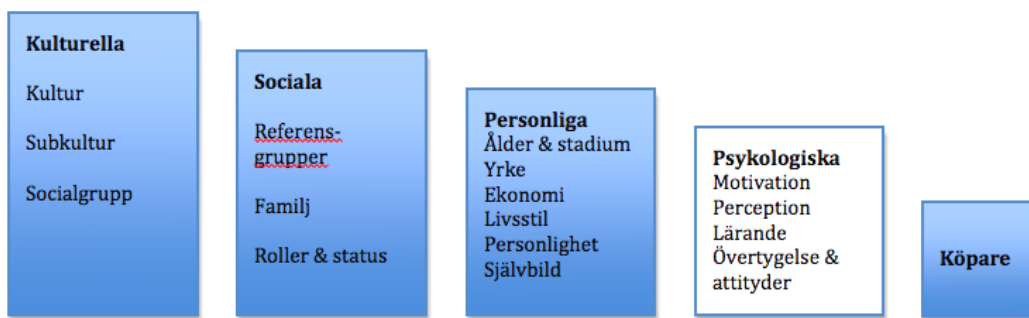 Kulturella
Kultur
Subkultur
Socialgrupp
Sociala
Referens-
grupper
Familj
Roller & status
Personliga
Ålder & stadium
Yrke
Ekonomi
Livsstil
Personlighet
Självbild
Psykologiska
Motivation
Perception
Lärande
Övertygelse &
attityder
Köpare